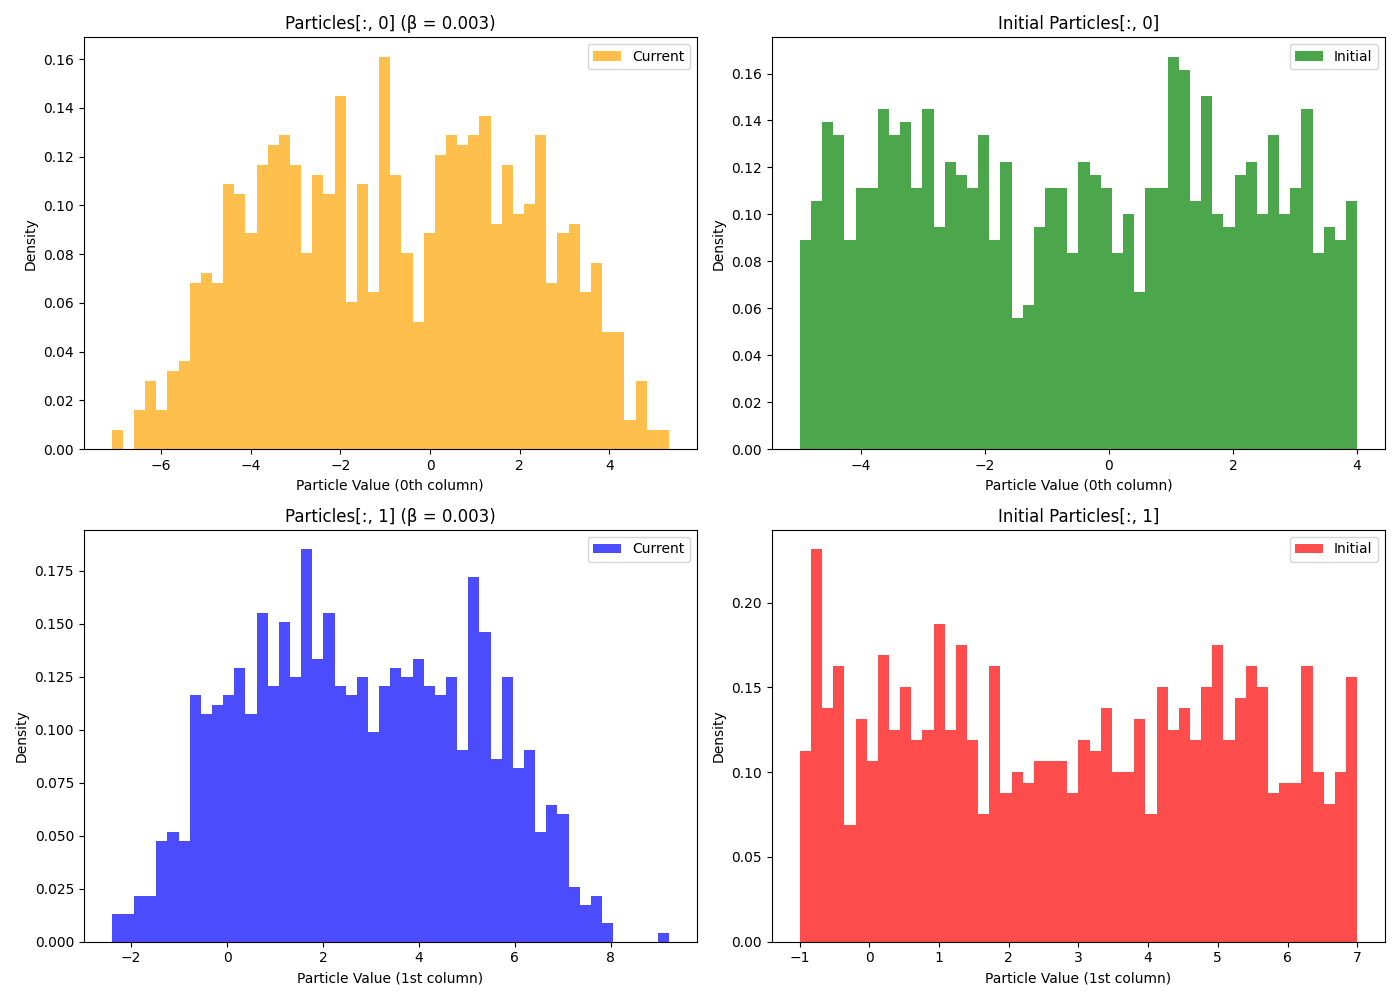 Particles[:, 0] (β = 0.003)
Current
0.16
0.14
0.12
0.10
0.08
0.06
0.04
0.02
0.00
Density
−6 −4 −2 0 2 4
Particle Value (0th column)
Initial Particles[:, 0]
Initial
0.16
0.14
0.12
0.10
0.08
0.06
0.04
0.02
0.00
Density
−4 −2 0 2 4
Particle Value (0th column)
Particles[:, 1] (β = 0.003)
Current
0.175
0.150
0.125
0.100
0.075
0.050
0.025
0.000
Density
−2 0 2 4 6 8
Particle Value (1st column)
Initial Particles[:, 1]
Initial
0.20
0.15
0.10
0.05
0.00
Density
−1 0 1 2 3 4 5 6 7
Particle Value (1st column)